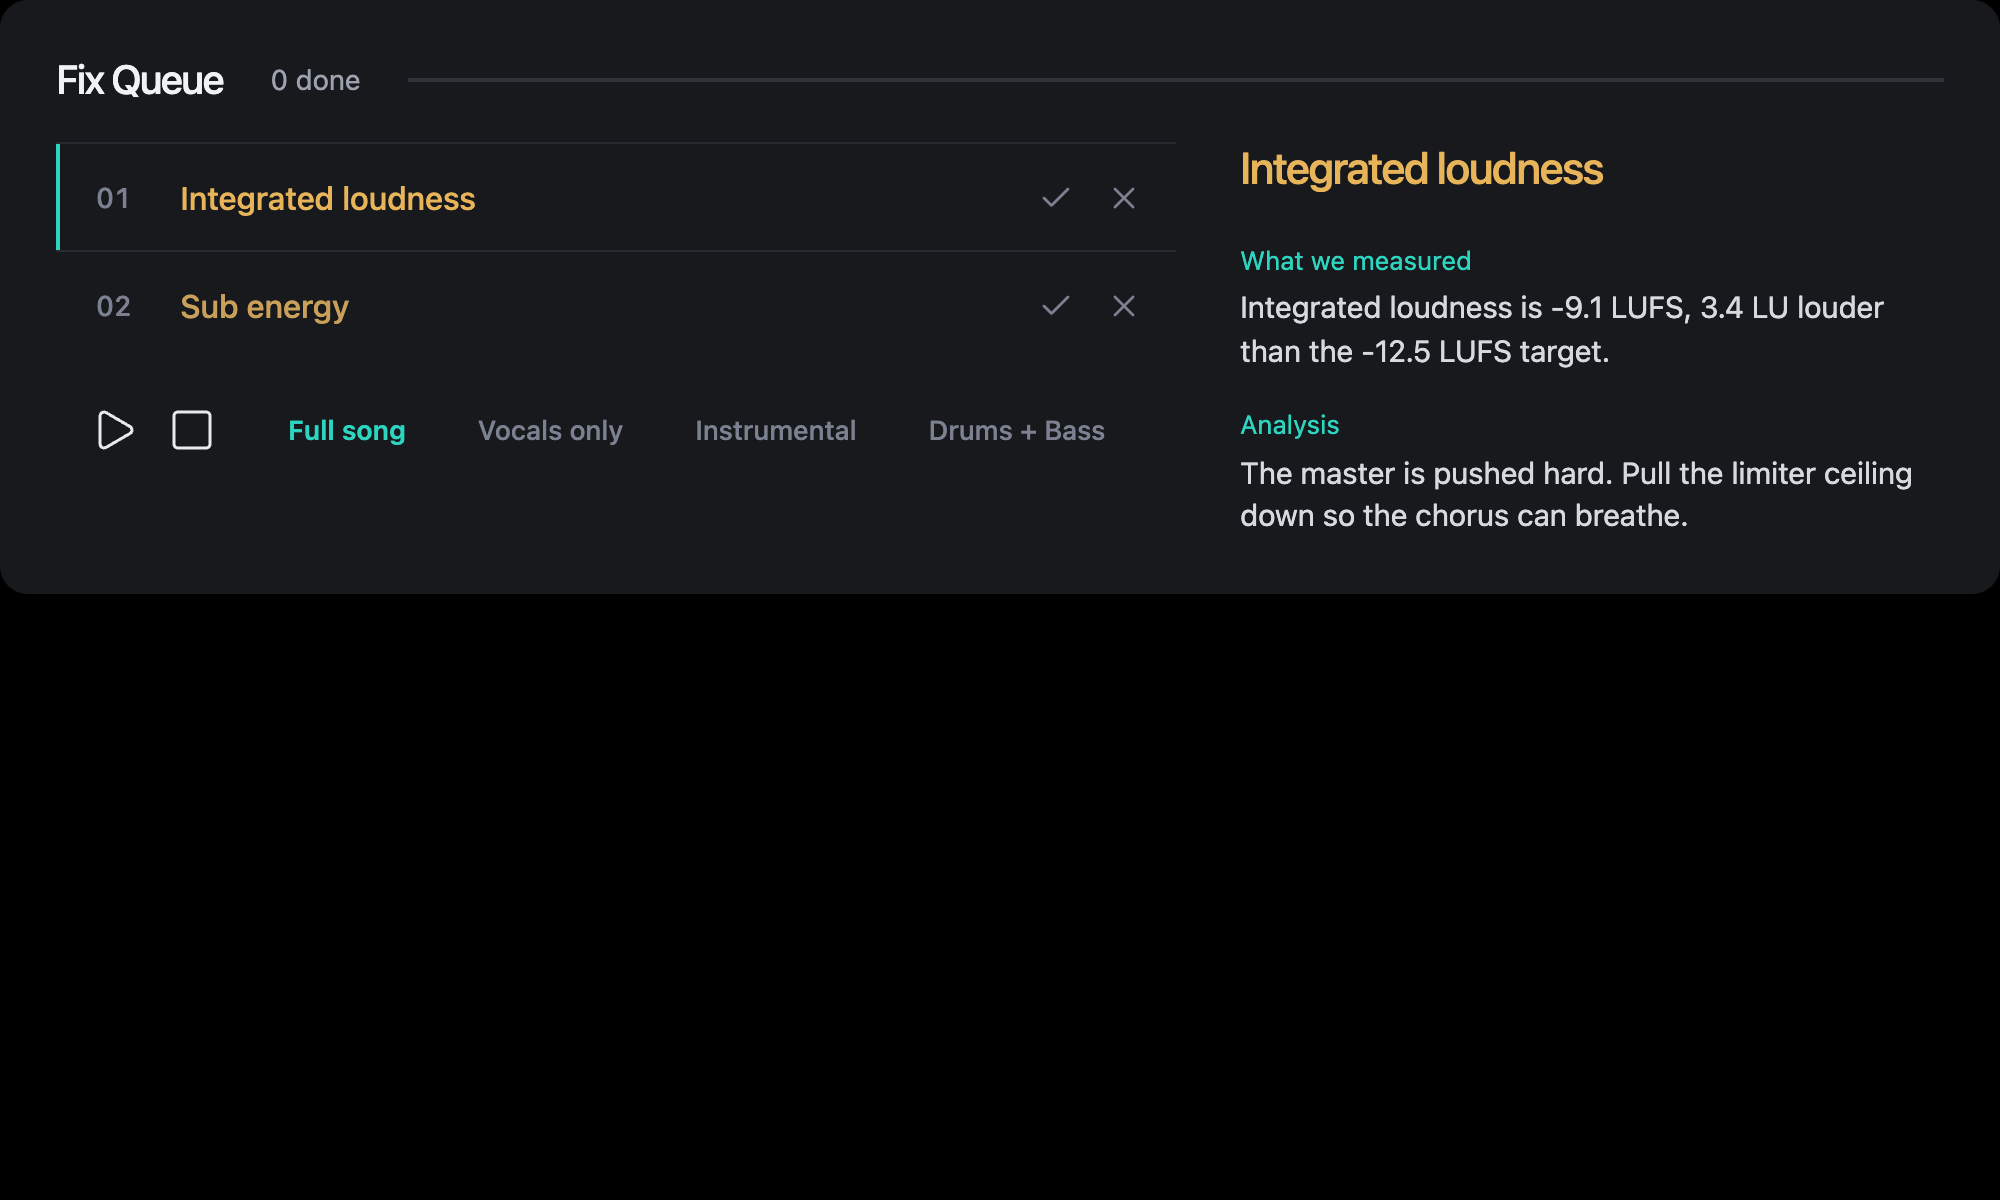 Fix Queue 0 done
01 Integrated loudness
02 Sub energy
Full song Vocals only Instrumental Drums + Bass
Integrated loudness
What we measured
Integrated loudness is -9.1 LUFS, 3.4 LU louder
than the -12.5 LUFS target.
Analysis
The master is pushed hard. Pull the limiter ceiling
down so the chorus can breathe.